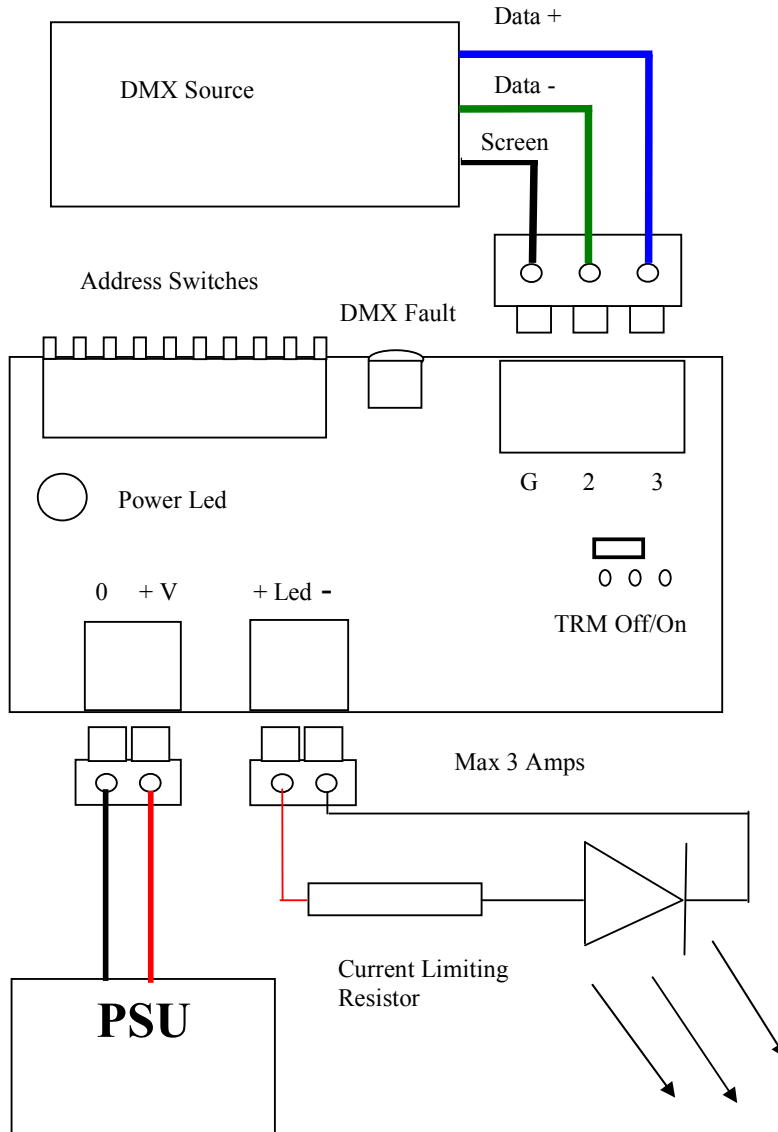 Data +
DMX Source
Data -
Screen
Address Switches
DMX Fault
G 2 3
Power Led
0 + V
+ Led -
TRM Off/On
Max 3 Amps
Current Limiting
Resistor
PSU